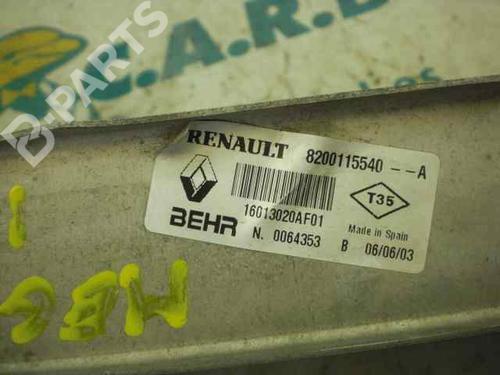 C.A.R.D
B-PARTS
RENAULT 8200115540 -- A
16013020AF01
T35
BEHR N. 0064353
Made in Spain
B 06/06/03